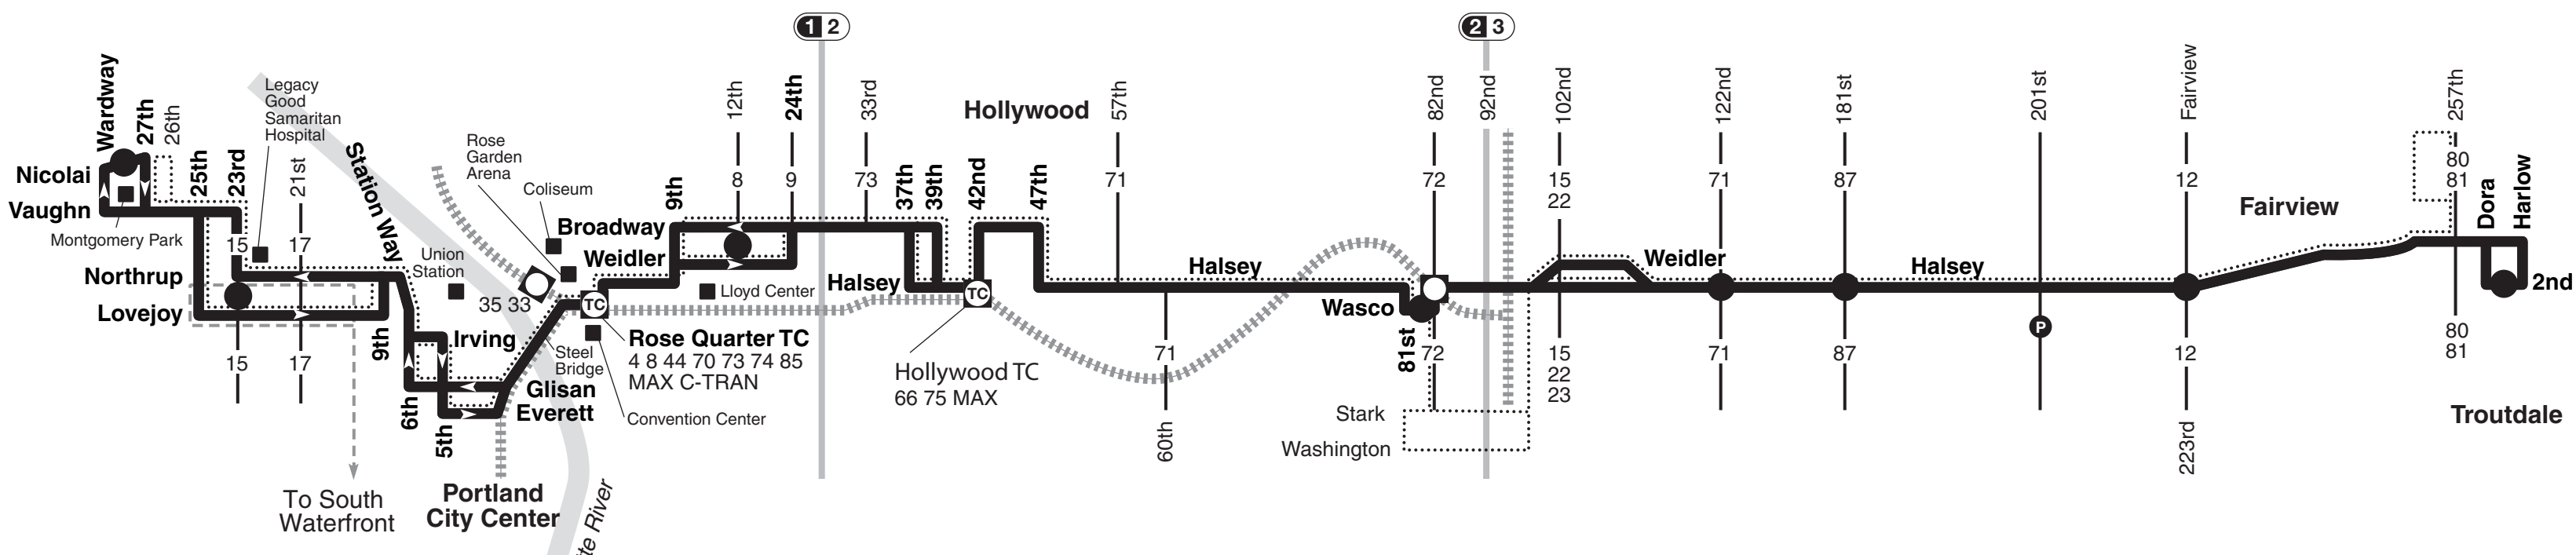 1 2
2 3
Wardway
27th
26th
Nicolai
Vaughn
Montgomery Park
25th
23rd
21st
Legacy
Good
Samaritan
Hospital
15
17
Northrup
Lovejoy
15
17
Station Way
9th
Union
Station
35 33
Irving
6th
5th
Glisan
Everett
Steel
Bridge
To South
Waterfront
Portland
City Center
River
Rose
Garden
Arena
Coliseum
Broadway
Weidler
9th
12th
8
24th
9
33rd
73
Lloyd Center
TC
Rose Quarter TC
4 8 44 70 73 74 85
MAX C-TRAN
Convention Center
Halsey
37th
39th
42nd
47th
Hollywood
TC
Hollywood TC
66 75 MAX
57th
71
71
60th
Halsey
Wasco
81st
82nd
72
72
92nd
Stark
Washington
102nd
15
22
15
22
23
Weidler
122nd
71
71
181st
87
87
Halsey
201st
P
Fairview
12
12
223rd
Fairview
257th
80
81
80
81
Dora
Harlow
2nd
Troutdale